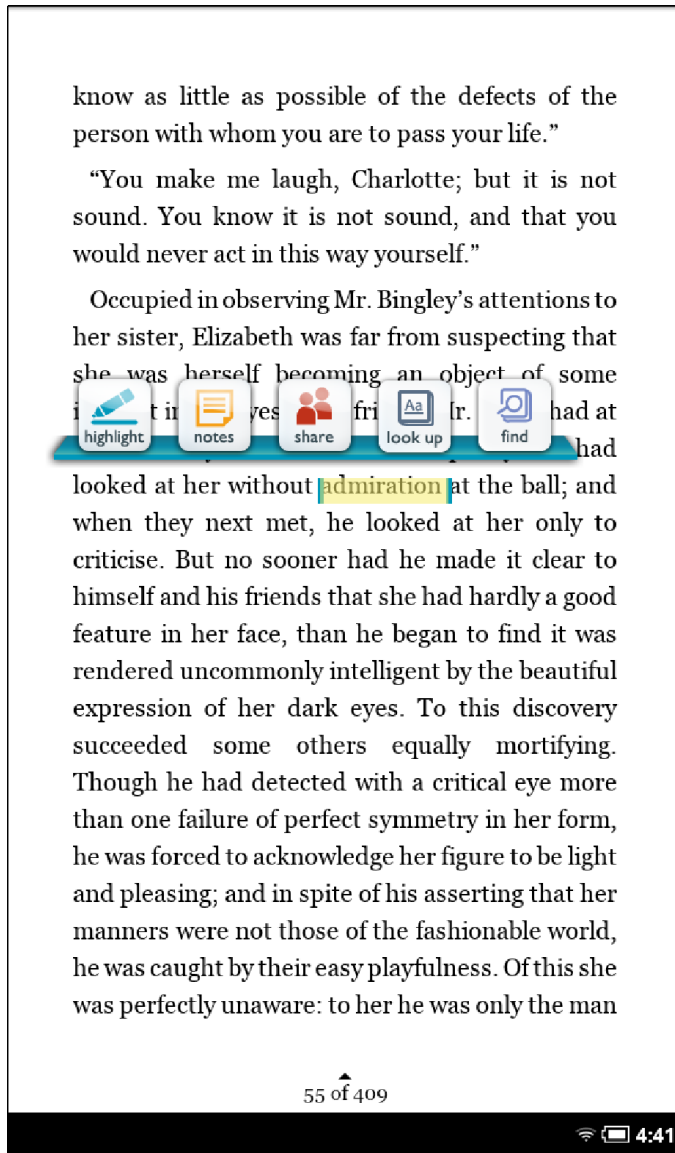 know as little as possible of the defects of the
person with whom you are to pass your life.”
“You make me laugh, Charlotte; but it is not
sound. You know it is not sound, and that you
would never act in this way yourself.”
Occupied in observing Mr. Bingley’s attentions to
her sister, Elizabeth was far from suspecting that
she was herself becoming an object of some
had at
highlight notes share look up find
had
looked at her without admiration at the ball; and
when they next met, he looked at her only to
criticise. But no sooner had he made it clear to
himself and his friends that she had hardly a good
feature in her face, than he began to find it was
rendered uncommonly intelligent by the beautiful
expression of her dark eyes. To this discovery
succeeded some others equally mortifying.
Though he had detected with a critical eye more
than one failure of perfect symmetry in her form,
he was forced to acknowledge her figure to be light
and pleasing; and in spite of his asserting that her
manners were not those of the fashionable world,
he was caught by their easy playfulness. Of this she
was perfectly unaware: to her he was only the man
55 of 409
4:41